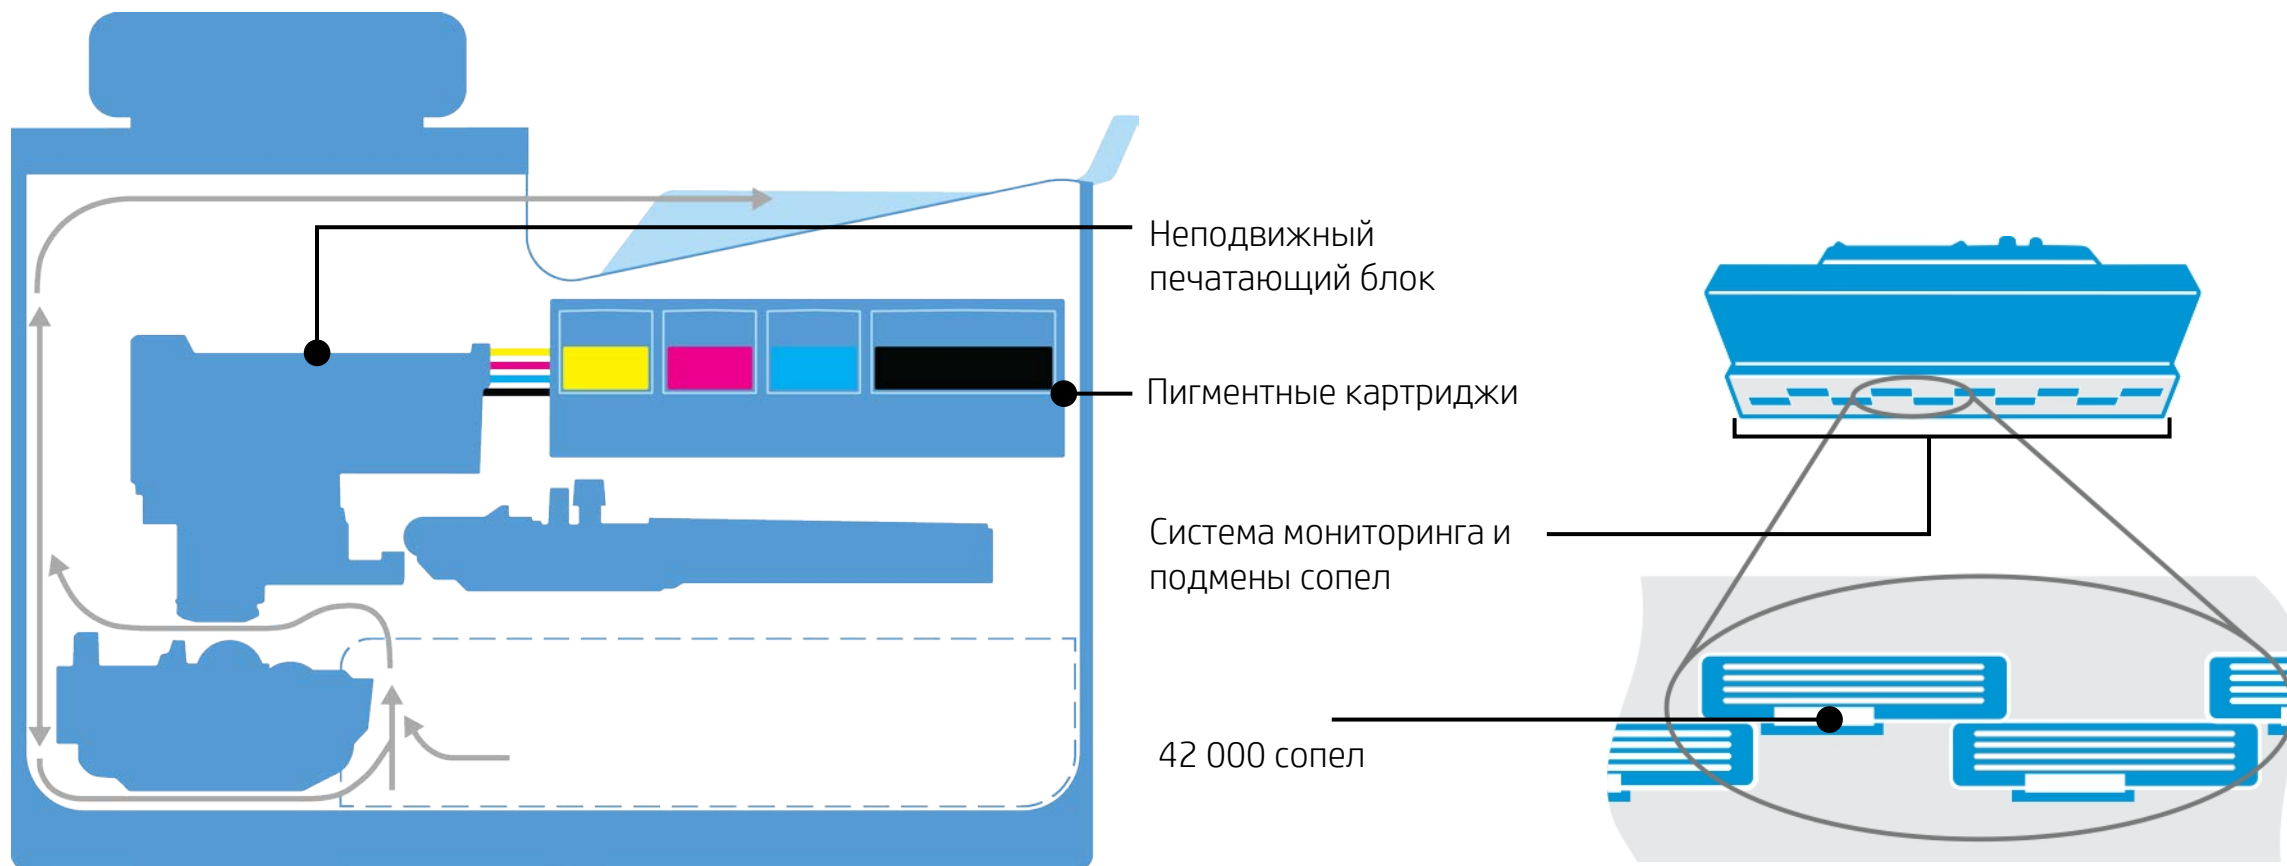 Неподвижный
печатающий блок
Пигментные картриджи
Система мониторинга и
подмены сопел
42 000 сопел